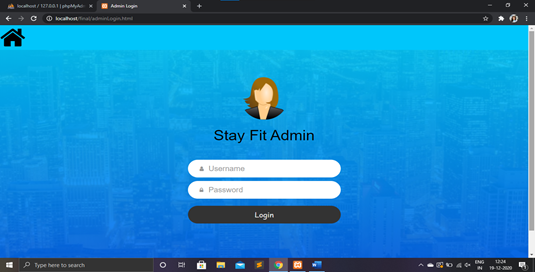 localhost / 127.0.0.1 | phpMyAd
Admin Login
localhost/final/adminLogin.html
Stay Fit Admin
Username
Password
Login
Type here to search
ENG
IN
12:24
19-12-2020